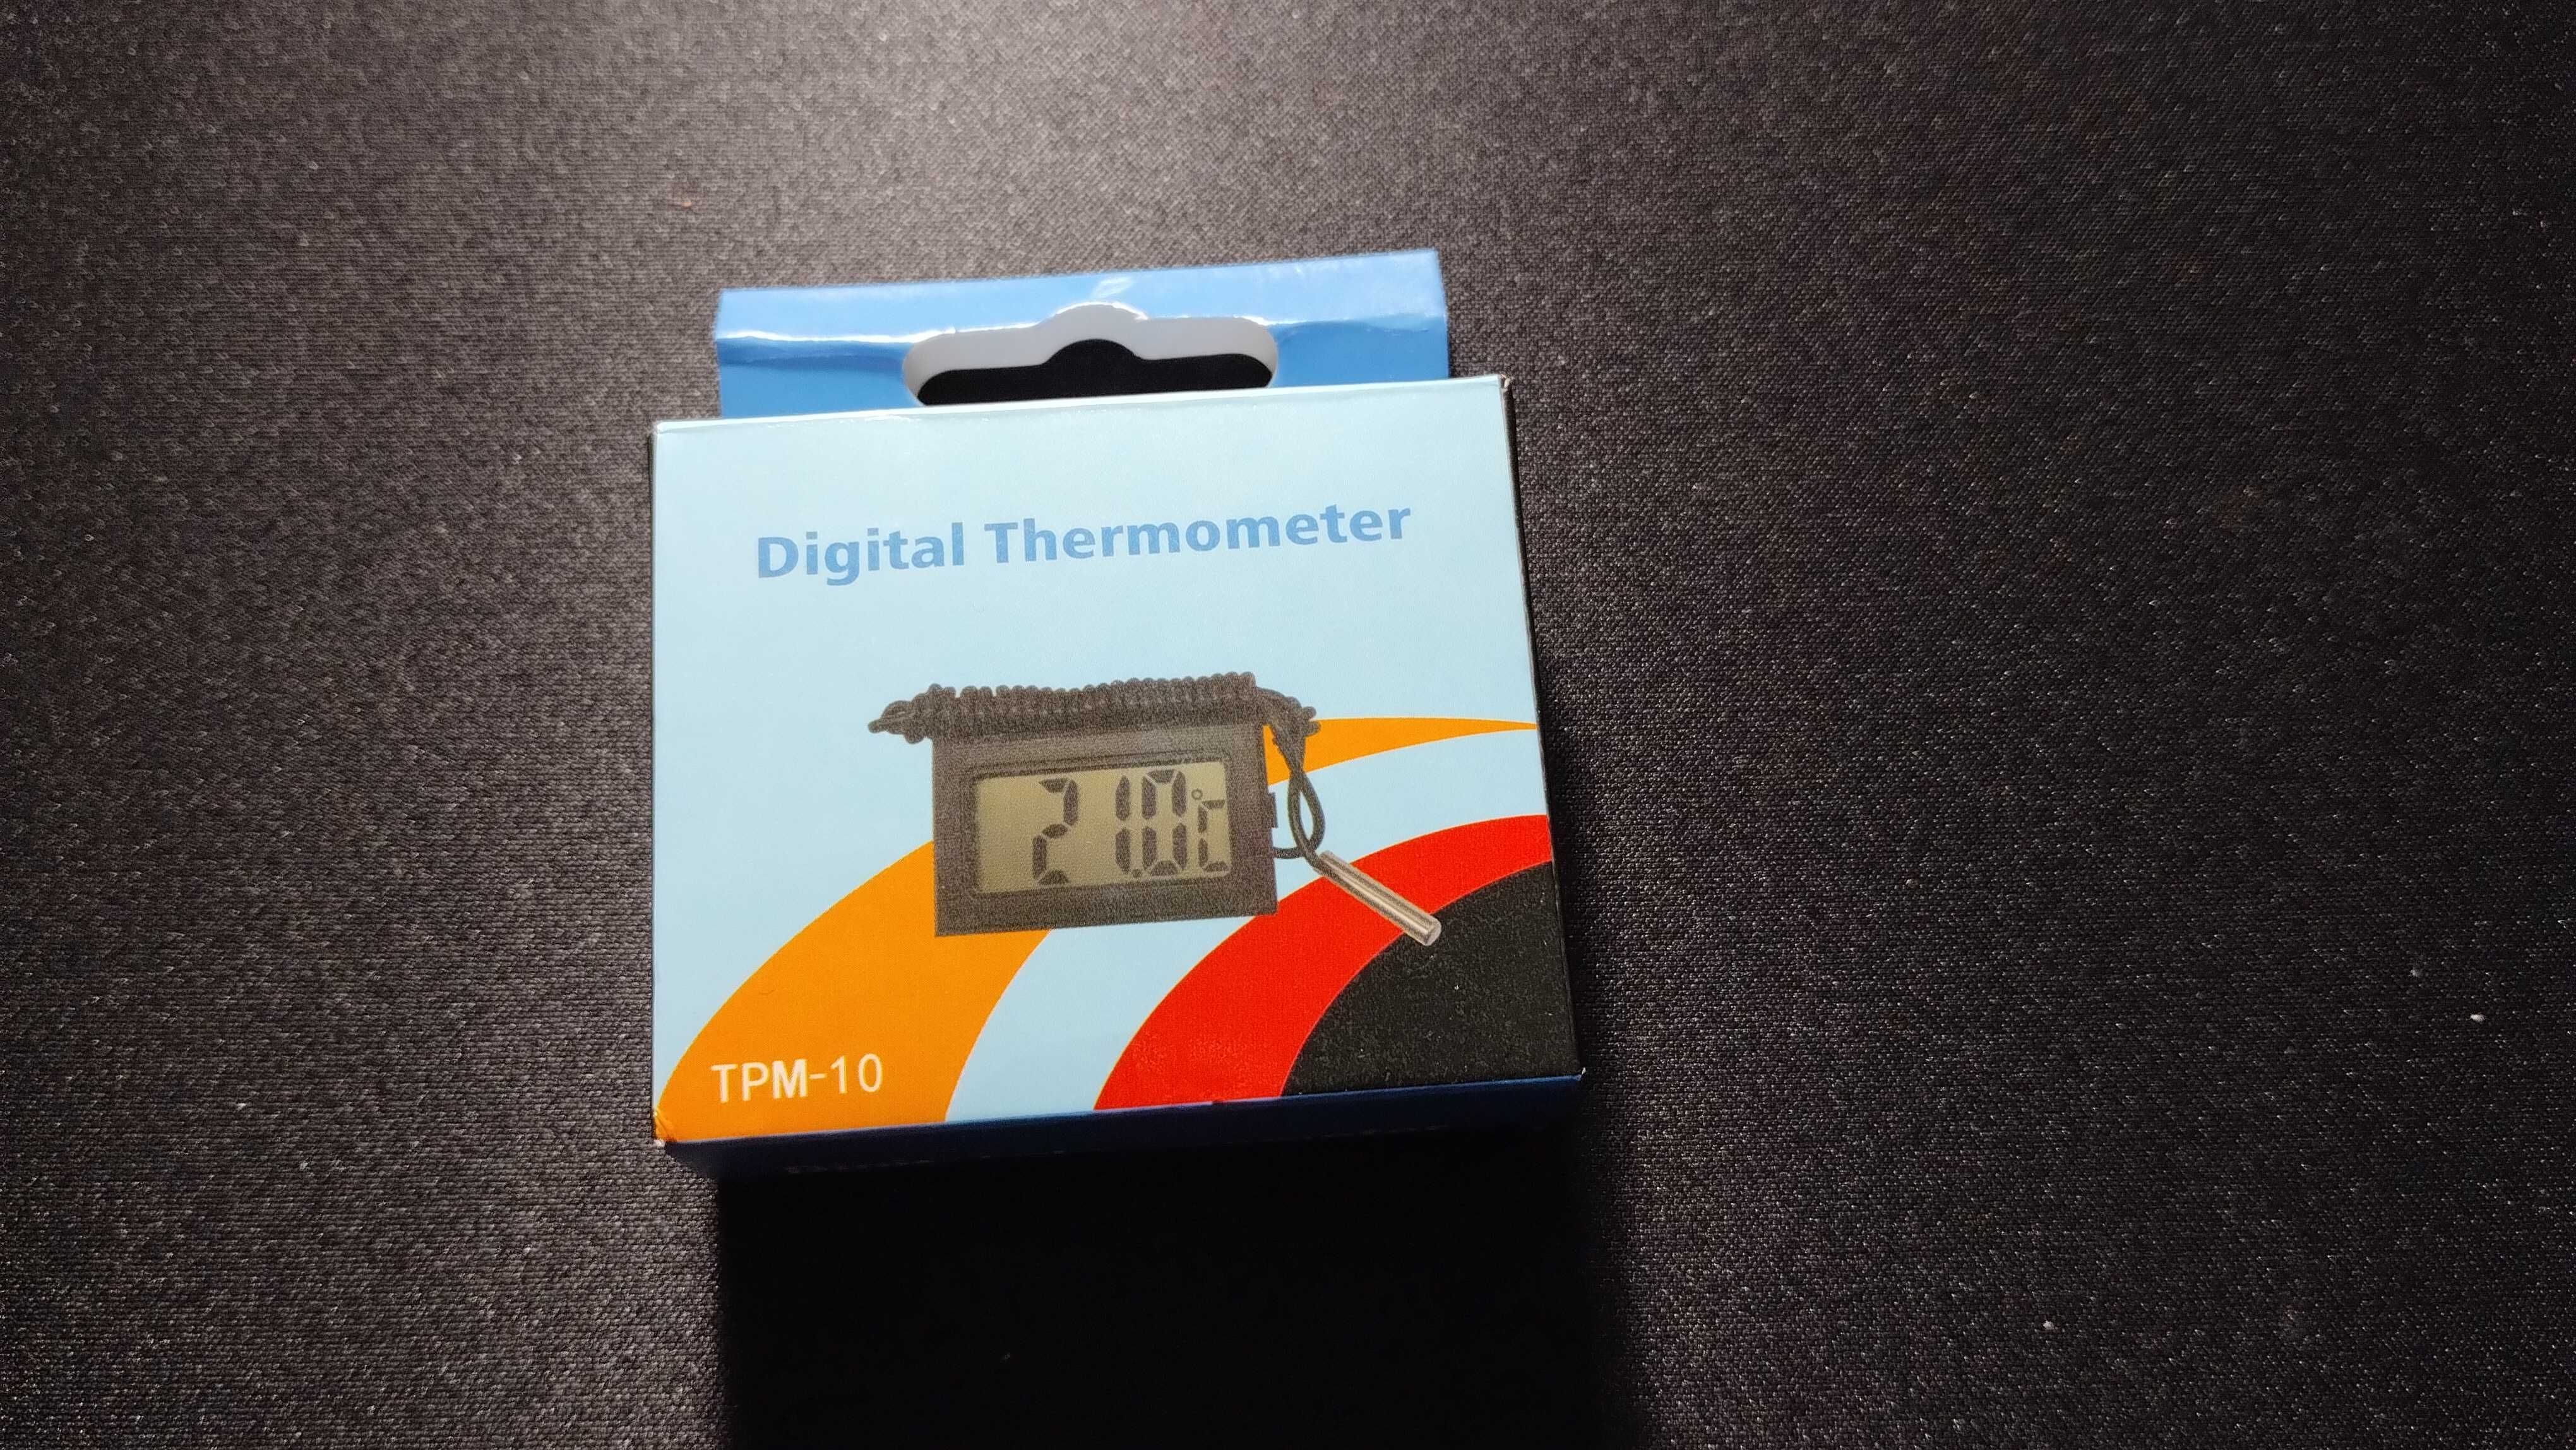 Digital Thermometer
21.0°C
TPM-10